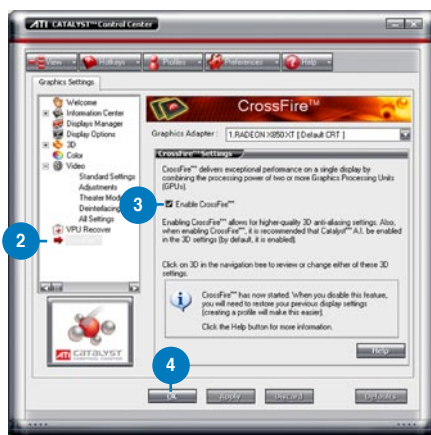 ATI CATALYST™ Control Center
View
Hotkeys
Profiles
Preferences
Help
Graphics Settings
Welcome
Information Center
Displays Manager
Display Options
3D
Color
Video
Standard Settings
Adjustments
Theater Mode
Deinterlacing
All Settings
VPU Recover
2
CrossFire™
Graphics Adapter:
1.RADEON X850 XT [ Default CRT ]
CrossFire™ Settings
CrossFire™ delivers exceptional performance on a single display by
combining the processing power of two or more Graphics Processing Units
(GPUs).
3
Enable CrossFire™
Enabling CrossFire™ allows for higher-quality 3D anti-aliasing settings. Also,
when enabling CrossFire™, it is recommended that Catalyst™ A.I. be enabled
in the 3D settings (by default, it is enabled).
Click on 3D in the navigation tree to review or change either of these 3D
settings.
CrossFire™ has now started. When you disable this feature,
you will need to restore your previous display settings
(creating a profile will make this easier).
Click the Help button for more information.
Help
ATI CATALYST
4
OK
Apply
Discard
Defaults